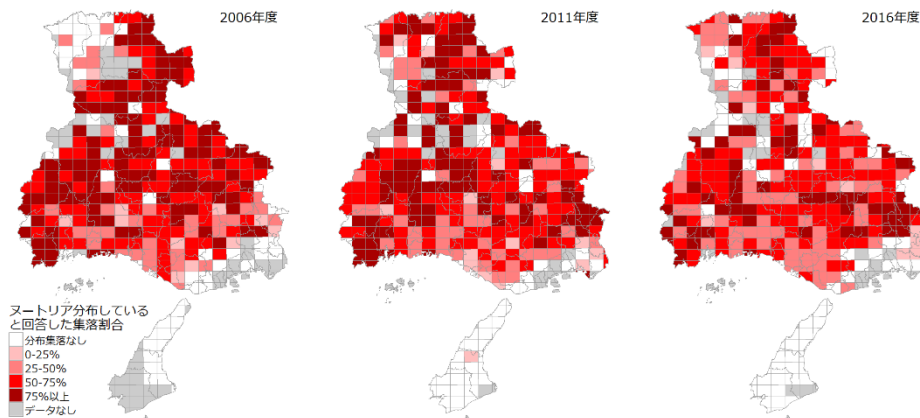 2006年度
2011年度
2016年度
ヌートリア分布している
と回答した集落割合
分布集落なし
0-25%
25-50%
50-75%
75%以上
データなし